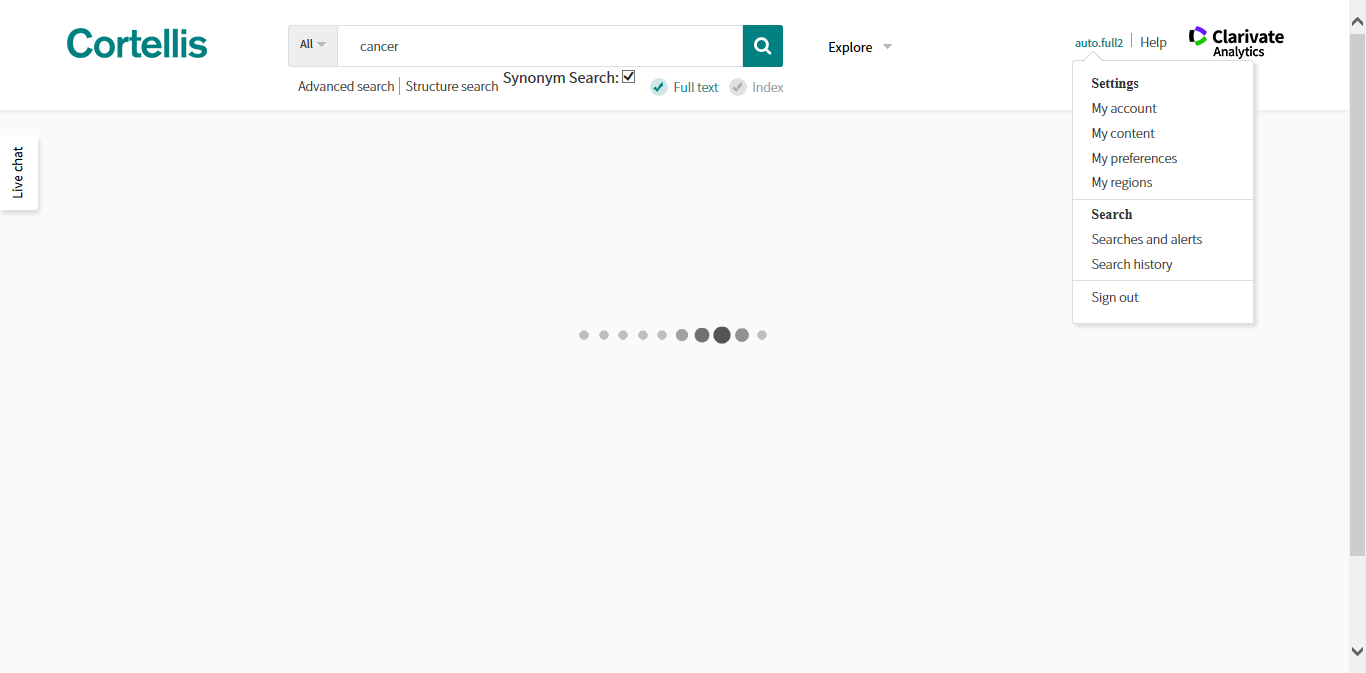 Cortellis
All
cancer
Explore
auto.full2
Help
Clarivate
Analytics
Advanced search
Structure search
Synonym Search:
Full text
Index
Live chat
Settings
My account
My content
My preferences
My regions
Search
Searches and alerts
Search history
Sign out